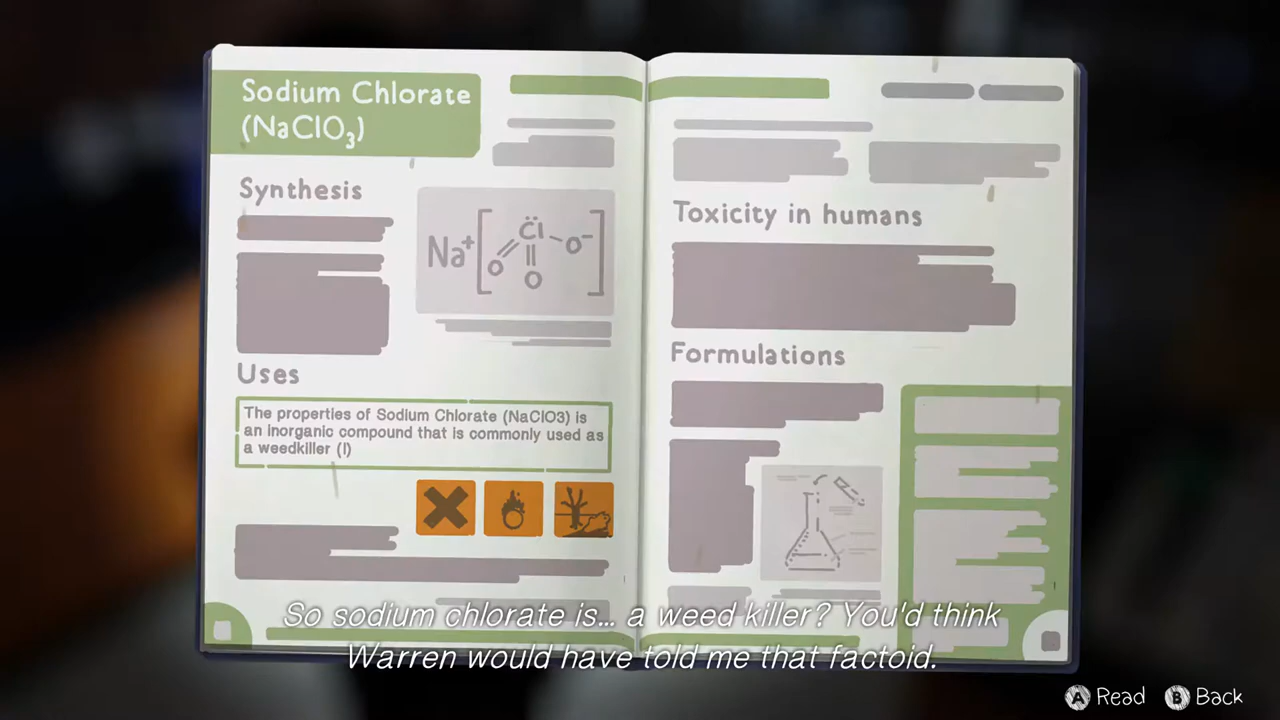 Sodium Chlorate
(NaClO₃)
Synthesis
Na⁺ [ O Cl O⁻ O ]
Uses
The properties of Sodium Chlorate (NaClO3) is
an inorganic compound that is commonly used as
a weedkiller (l)
Toxicity in humans
Formulations
So sodium chlorate is... a weed killer? You'd think
Warren would have told me that factoid.
A Read B Back